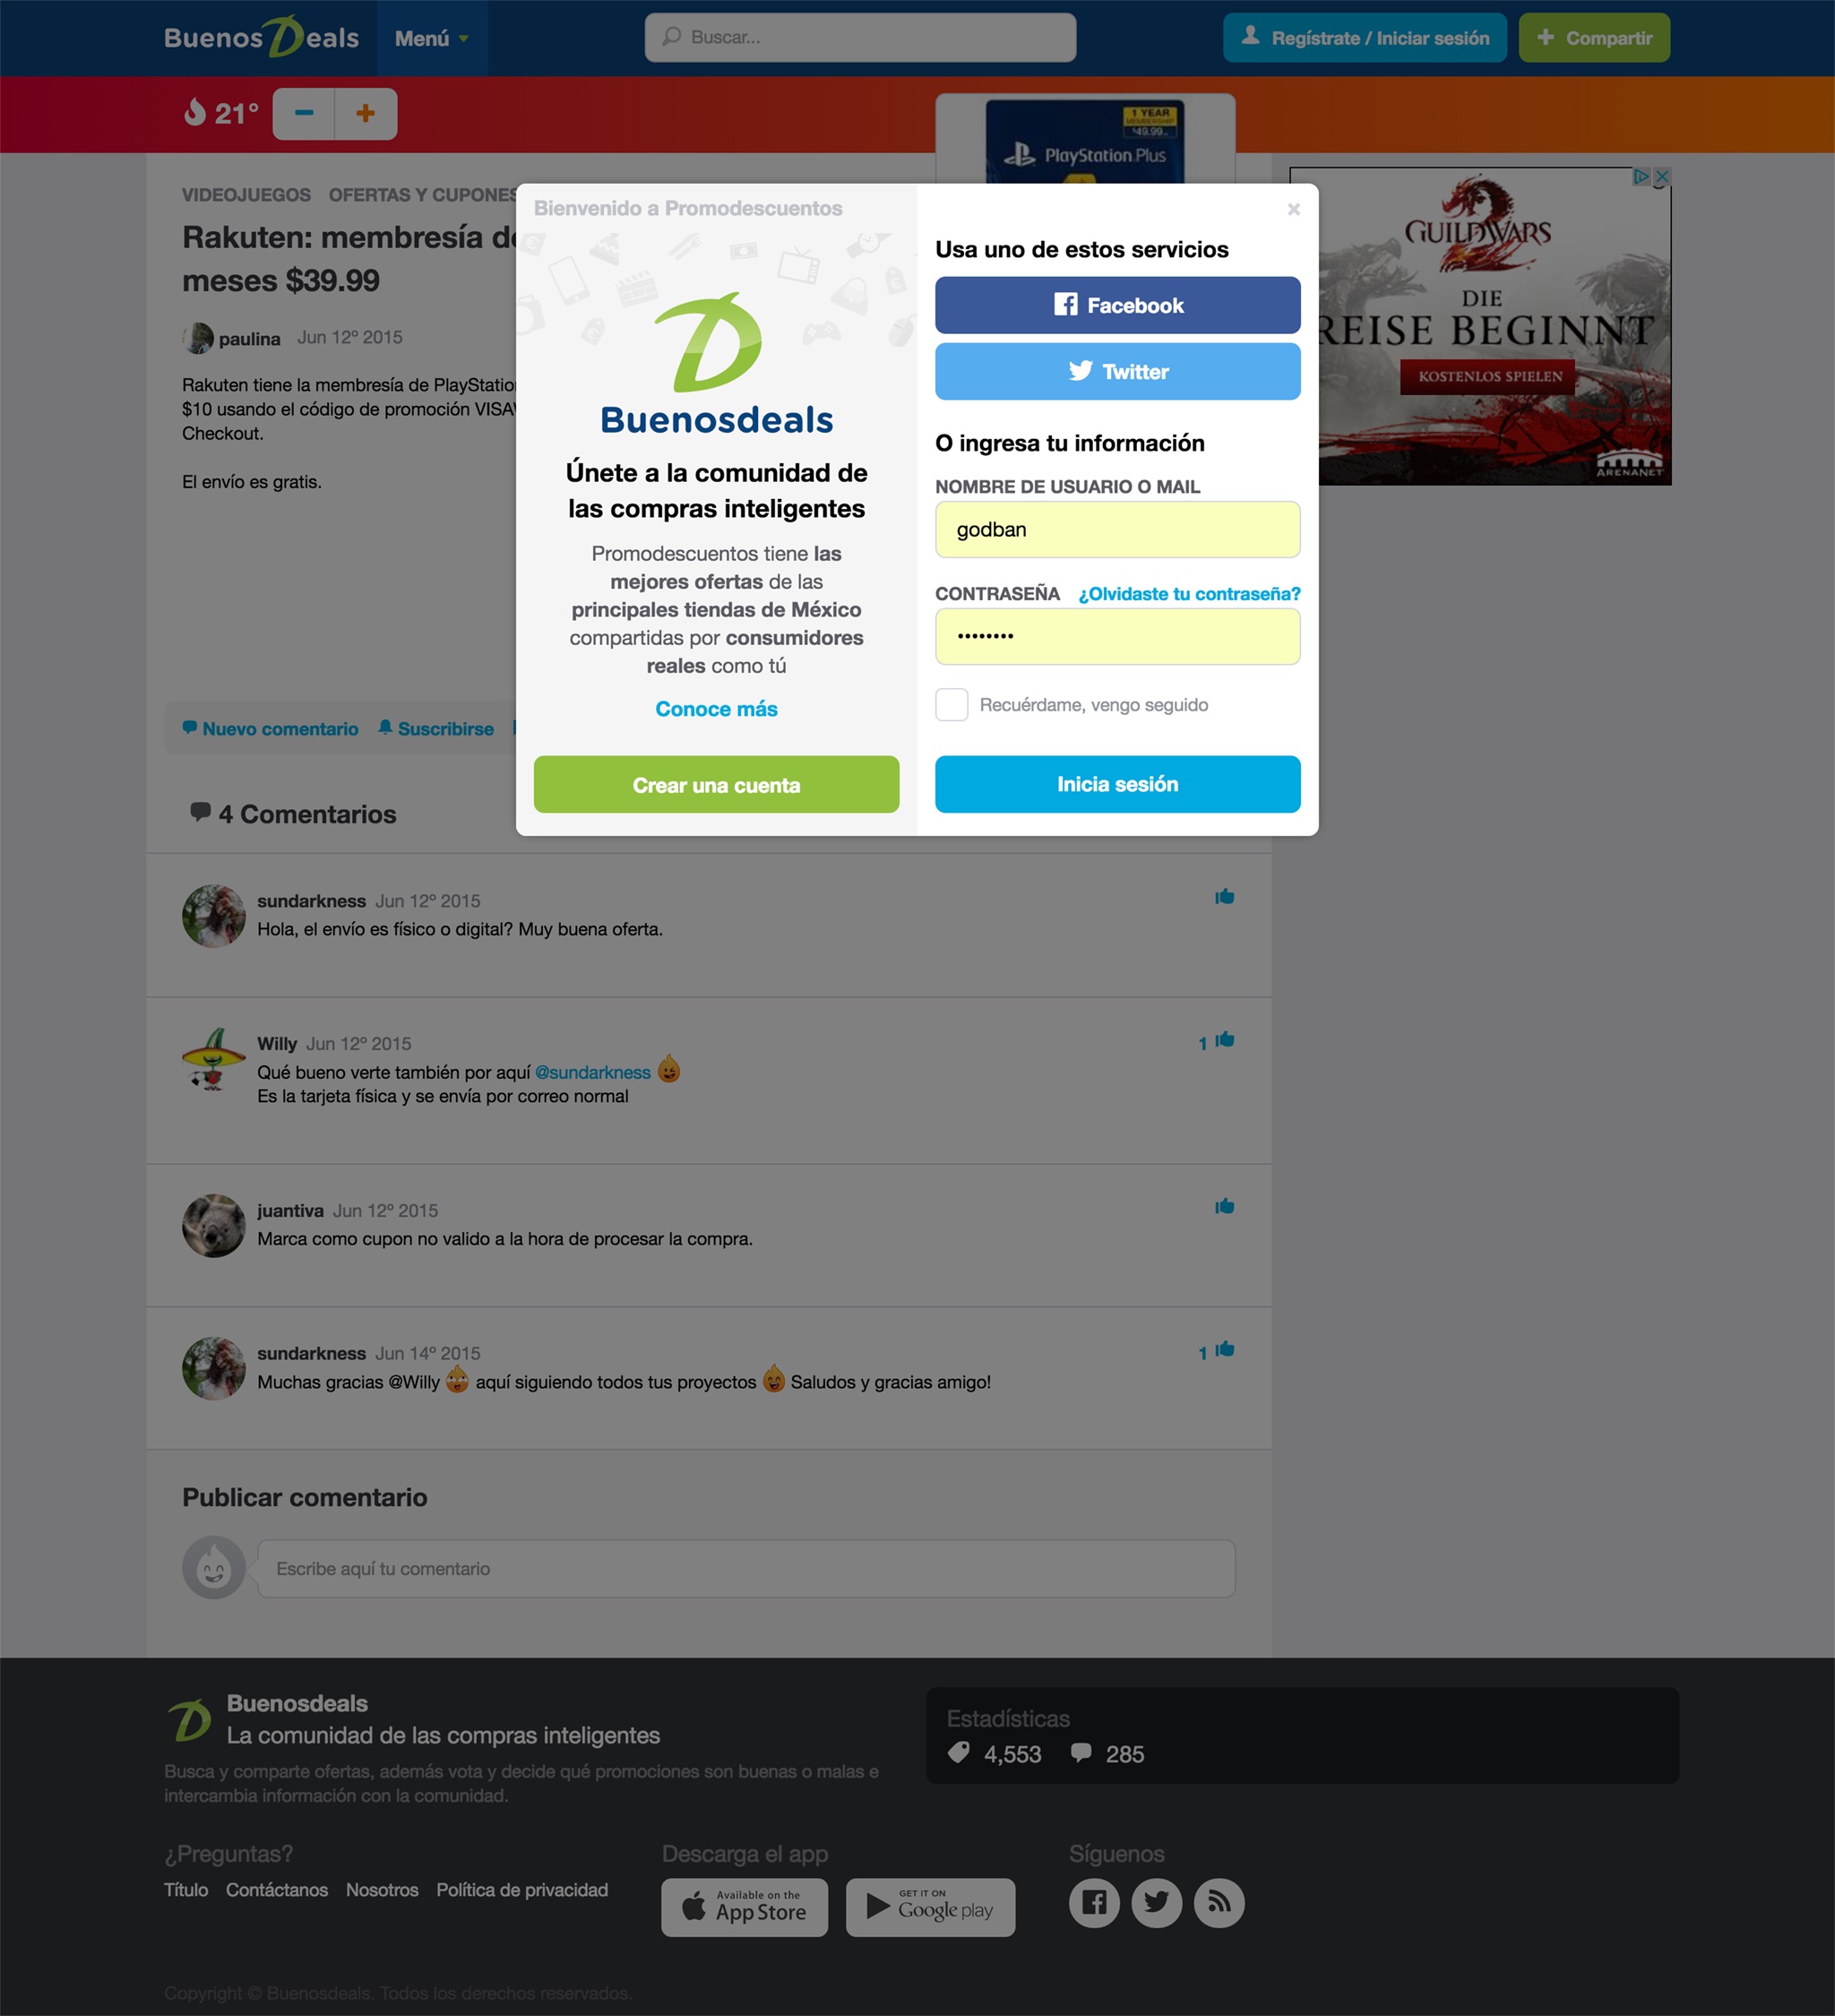 BuenosDeals
Menú
Buscar...
Regístrate / Iniciar sesión
Compartir
21°
1 YEAR
MEMBERSHIP
$49.99
PlayStation Plus
VIDEOJUEGOS OFERTAS Y CUPONES
Rakuten: membresía
meses $39.99
paulina Jun 12º 2015
Rakuten tiene la membresía de
$10 usando el código de promoción
Checkout.
El envío es gratis.
Nuevo comentario Suscribirse
Bienvenido a Promodescuentos
Buenosdeals
Únete a la comunidad de
las compras inteligentes
Promodescuentos tiene las
mejores ofertas de las
principales tiendas de México
compartidas por consumidores
reales como tú
Conoce más
Crear una cuenta
×
Usa uno de estos servicios
Facebook
Twitter
O ingresa tu información
NOMBRE DE USUARIO O MAIL
godban
CONTRASEÑA ¿Olvidaste tu contraseña?
••••••••
Recuérdame, vengo seguido
Inicia sesión
GUILD WARS
2
DIE
REISE BEGINNT
KOSTENLOS SPIELEN
ARENANET
4 Comentarios
sundarkness Jun 12º 2015
Hola, el envío es físico o digital? Muy buena oferta.
Willy Jun 12º 2015
1
Qué bueno verte también por aquí @sundarkness
Es la tarjeta física y se envía por correo normal
juantiva Jun 12º 2015
Marca como cupon no valido a la hora de procesar la compra.
sundarkness Jun 14º 2015
1
Muchas gracias @Willy aquí siguiendo todos tus proyectos Saludos y gracias amigo!
Publicar comentario
Escribe aquí tu comentario
Buenosdeals
La comunidad de las compras inteligentes
Busca y comparte ofertas, además vota y decide qué promociones son buenas o malas e
intercambia información con la comunidad.
Estadísticas
4,553 285
¿Preguntas?
Título Contáctanos Nosotros Política de privacidad
Descarga el app
Available on the
App Store
GET IT ON
Google play
Síguenos
Copyright © Buenosdeals. Todos los derechos reservados.